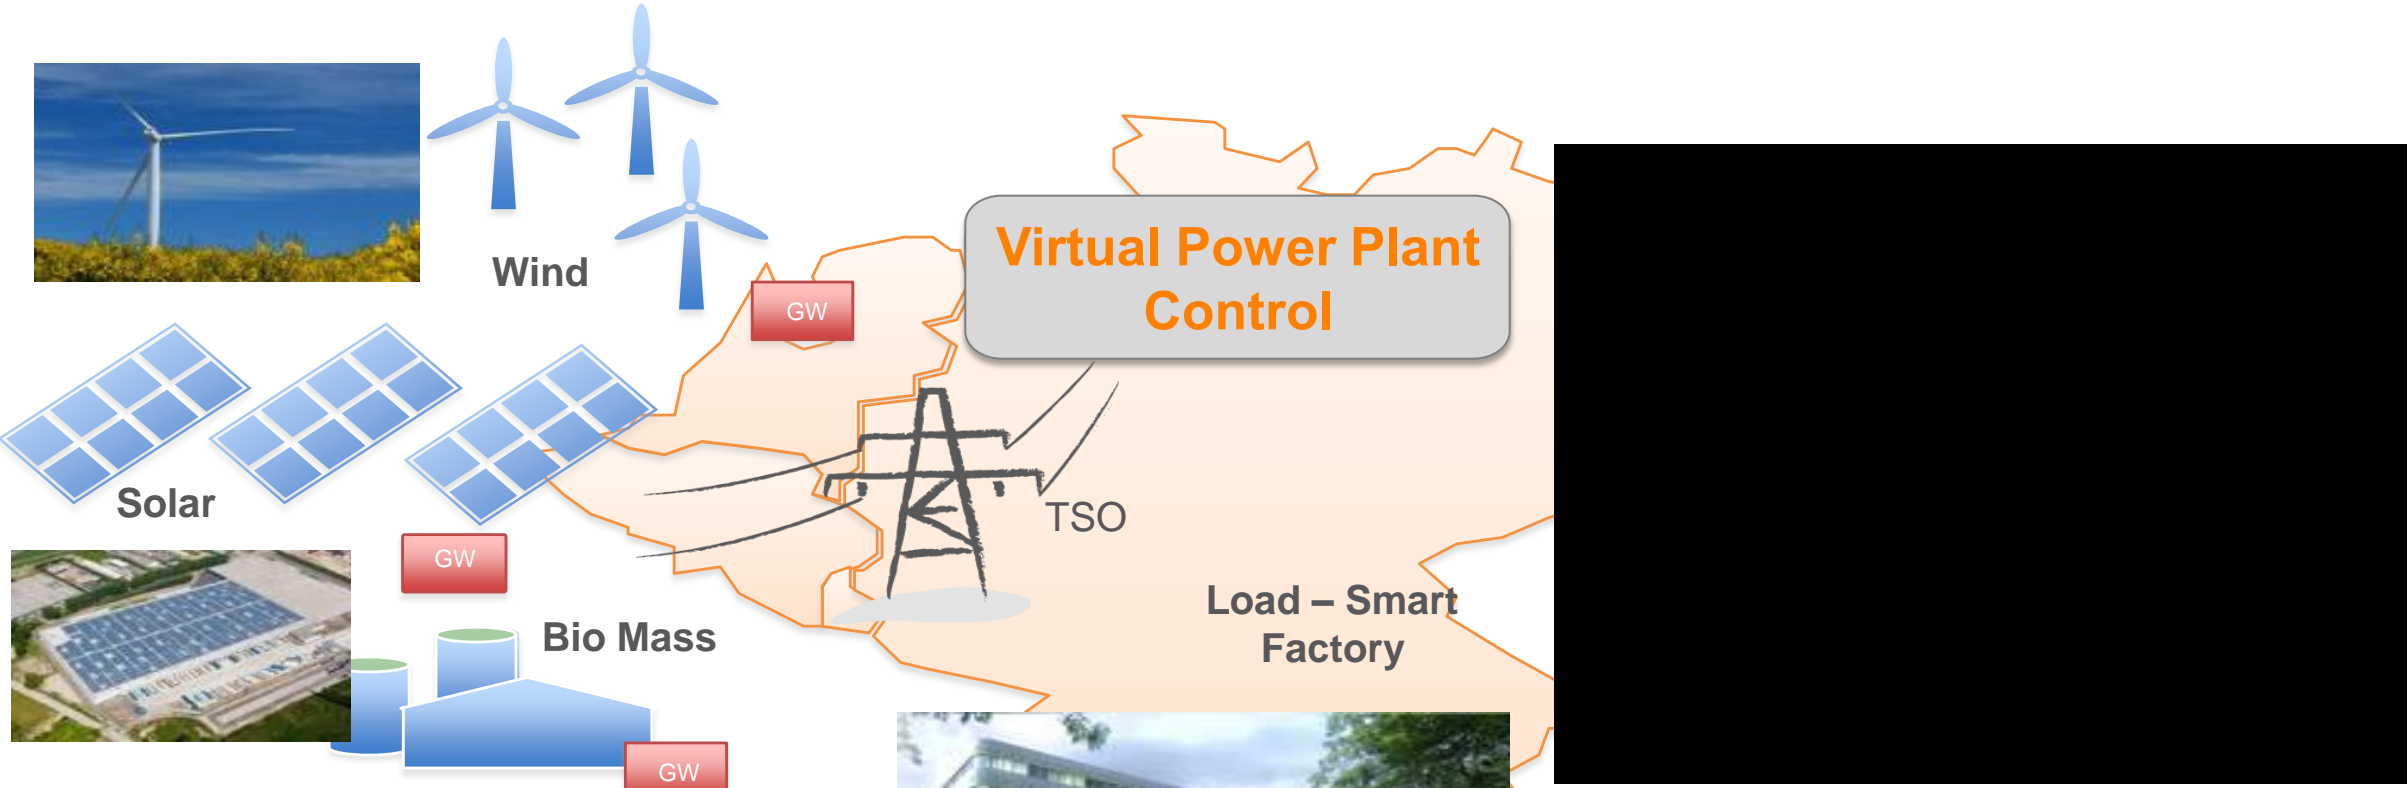 Virtual Power Plant
Control
Wind
GW
Solar
TSO
GW
Load – Smart
Factory
Bio Mass
GW